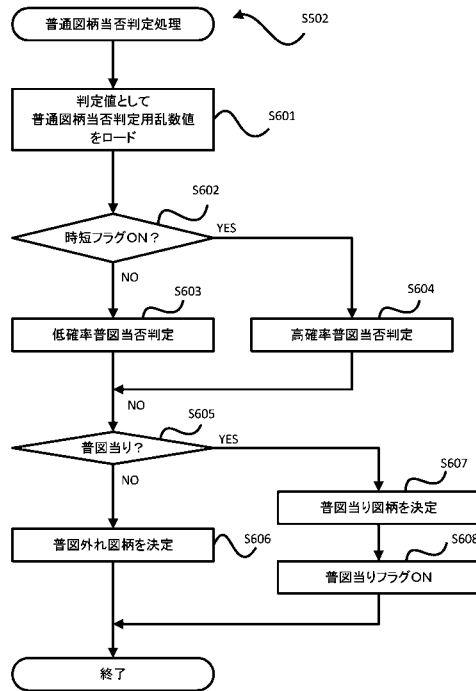 普通図柄当否判定処理
S502
判定値として
普通図柄当否判定用乱数値
をロード
S601
S602
時短フラグON？
YES
NO
S603
S604
低確率普図当否判定
高確率普図当否判定
NO
S605
普図当り？
YES
NO
S607
普図当り図柄を決定
普図外れ図柄を決定
S606
S608
普図当りフラグON
終了